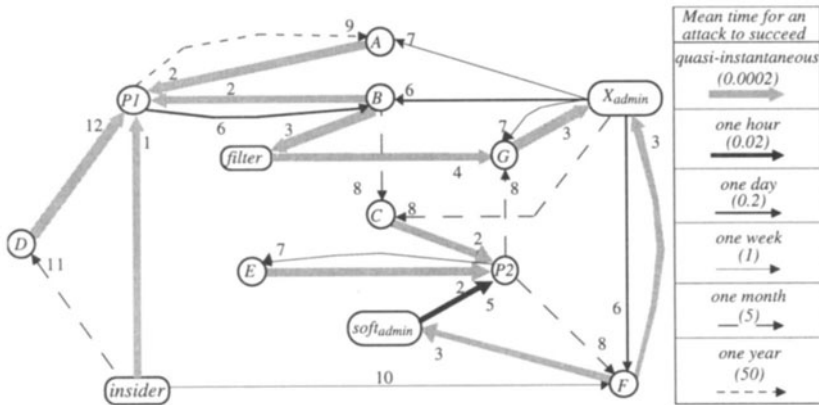 9
A
7
2
P1
2
B
6
X_admin
6
12
3
1
7
3
3
filter
4
G
8
8
8
C
D
7
2
11
E
P2
2
5
6
soft_admin
8
3
insider
10
F
Mean time for an
attack to succeed
quasi-instantaneous
(0.0002)
one hour
(0.02)
one day
(0.2)
one week
(1)
one month
(5)
one year
(50)